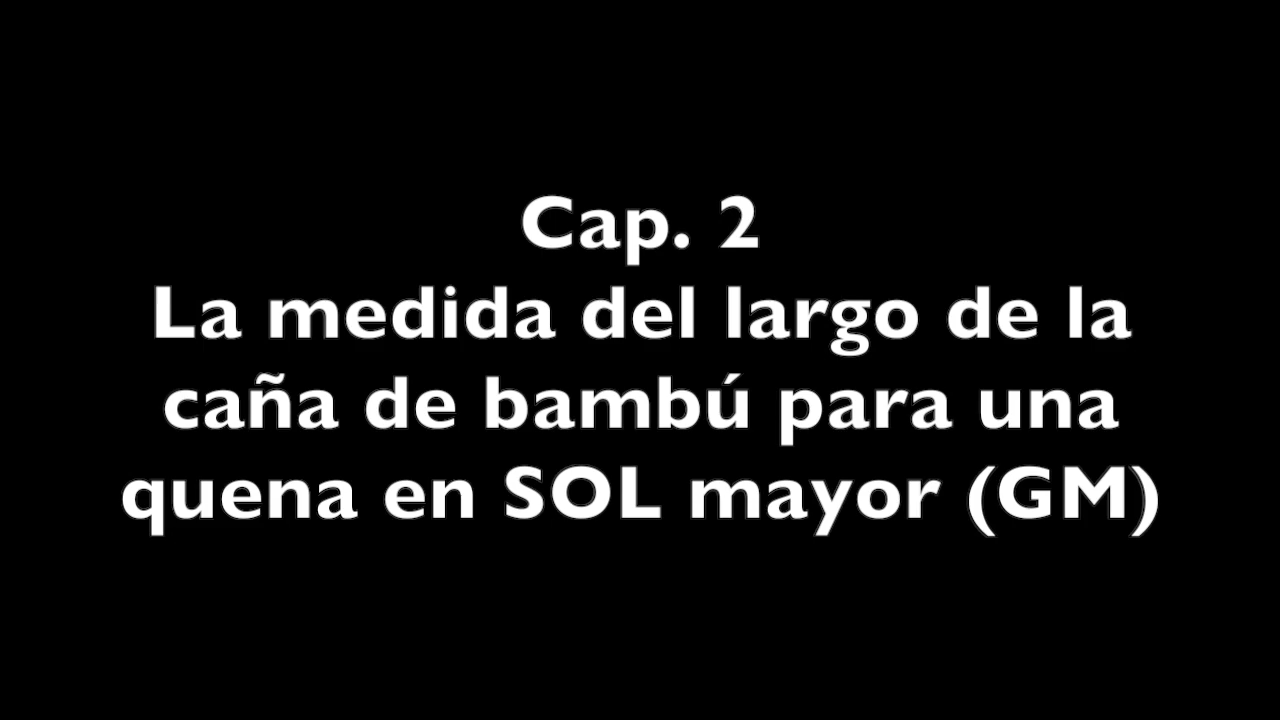 Cap. 2
La medida del largo de la
caña de bambú para una
quena en SOL mayor (GM)